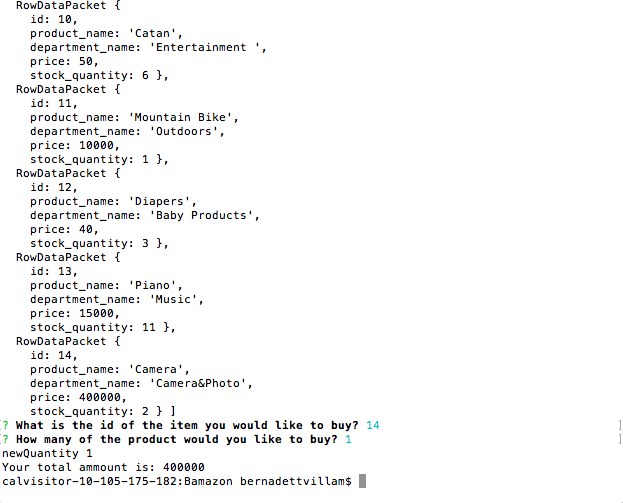 RowDataPacket {
id: 10,
product_name: 'Catan',
department_name: 'Entertainment ',
price: 50,
stock_quantity: 6 },
RowDataPacket {
id: 11,
product_name: 'Mountain Bike',
department_name: 'Outdoors',
price: 10000,
stock_quantity: 1 },
RowDataPacket {
id: 12,
product_name: 'Diapers',
department_name: 'Baby Products',
price: 40,
stock_quantity: 3 },
RowDataPacket {
id: 13,
product_name: 'Piano',
department_name: 'Music',
price: 15000,
stock_quantity: 11 },
RowDataPacket {
id: 14,
product_name: 'Camera',
department_name: 'Camera&Photo',
price: 400000,
stock_quantity: 2 } ]
[? What is the id of the item you would like to buy? 14 ]
[? How many of the product would you like to buy? 1 ]
newQuantity 1
Your total ammount is: 400000
calvisitor-10-105-175-182:Bamazon bernadettvillam$